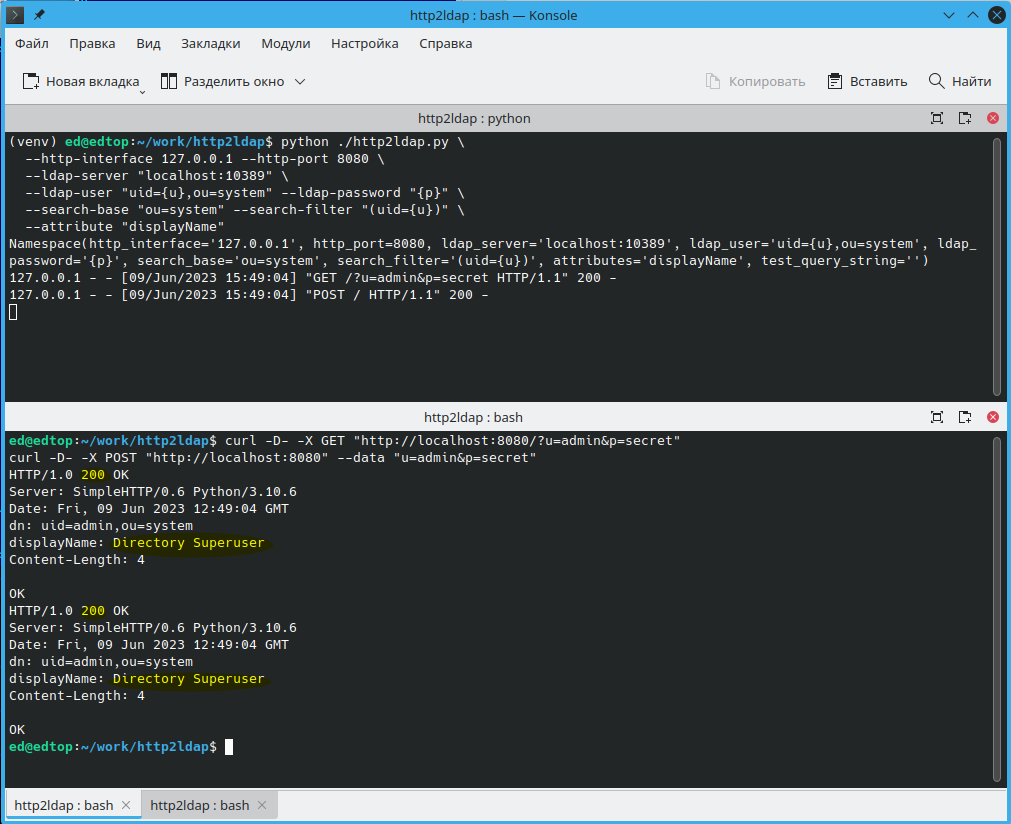 http2ldap : bash — Konsole
Файл Правка Вид Закладки Модули Настройка Справка
Новая вкладка Разделить окно Копировать Вставить Найти
http2ldap : python
(venv) ed@edtop:~/work/http2ldap$ python ./http2ldap.py \
  --http-interface 127.0.0.1 --http-port 8080 \
  --ldap-server "localhost:10389" \
  --ldap-user "uid={u},ou=system" --ldap-password "{p}" \
  --search-base "ou=system" --search-filter "(uid={u})" \
  --attribute "displayName"
Namespace(http_interface='127.0.0.1', http_port=8080, ldap_server='localhost:10389', ldap_user='uid={u},ou=system', ldap_
password='{p}', search_base='ou=system', search_filter='(uid={u})', attributes='displayName', test_query_string='')
127.0.0.1 - - [09/Jun/2023 15:49:04] "GET /?u=admin&p=secret HTTP/1.1" 200 -
127.0.0.1 - - [09/Jun/2023 15:49:04] "POST / HTTP/1.1" 200 -
http2ldap : bash
ed@edtop:~/work/http2ldap$ curl -D- -X GET "http://localhost:8080/?u=admin&p=secret"
curl -D- -X POST "http://localhost:8080" --data "u=admin&p=secret"
HTTP/1.0 200 OK
Server: SimpleHTTP/0.6 Python/3.10.6
Date: Fri, 09 Jun 2023 12:49:04 GMT
dn: uid=admin,ou=system
displayName: Directory Superuser
Content-Length: 4

OK
HTTP/1.0 200 OK
Server: SimpleHTTP/0.6 Python/3.10.6
Date: Fri, 09 Jun 2023 12:49:04 GMT
dn: uid=admin,ou=system
displayName: Directory Superuser
Content-Length: 4

OK
ed@edtop:~/work/http2ldap$
http2ldap : bash http2ldap : bash